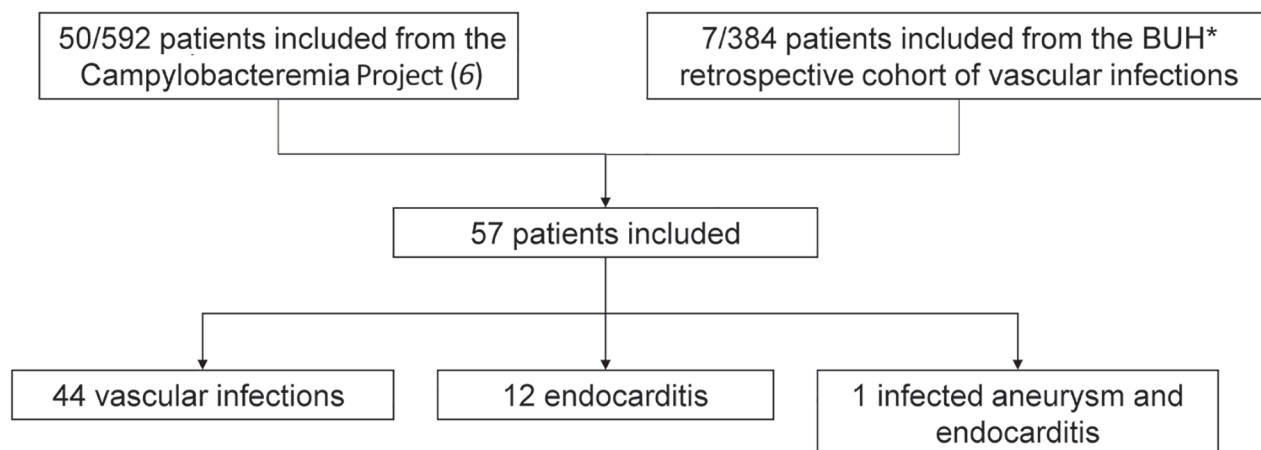 50/592 patients included from the
Campylobacteremia Project (6)
7/384 patients included from the BUH*
retrospective cohort of vascular infections
57 patients included
44 vascular infections
12 endocarditis
1 infected aneurysm and
endocarditis